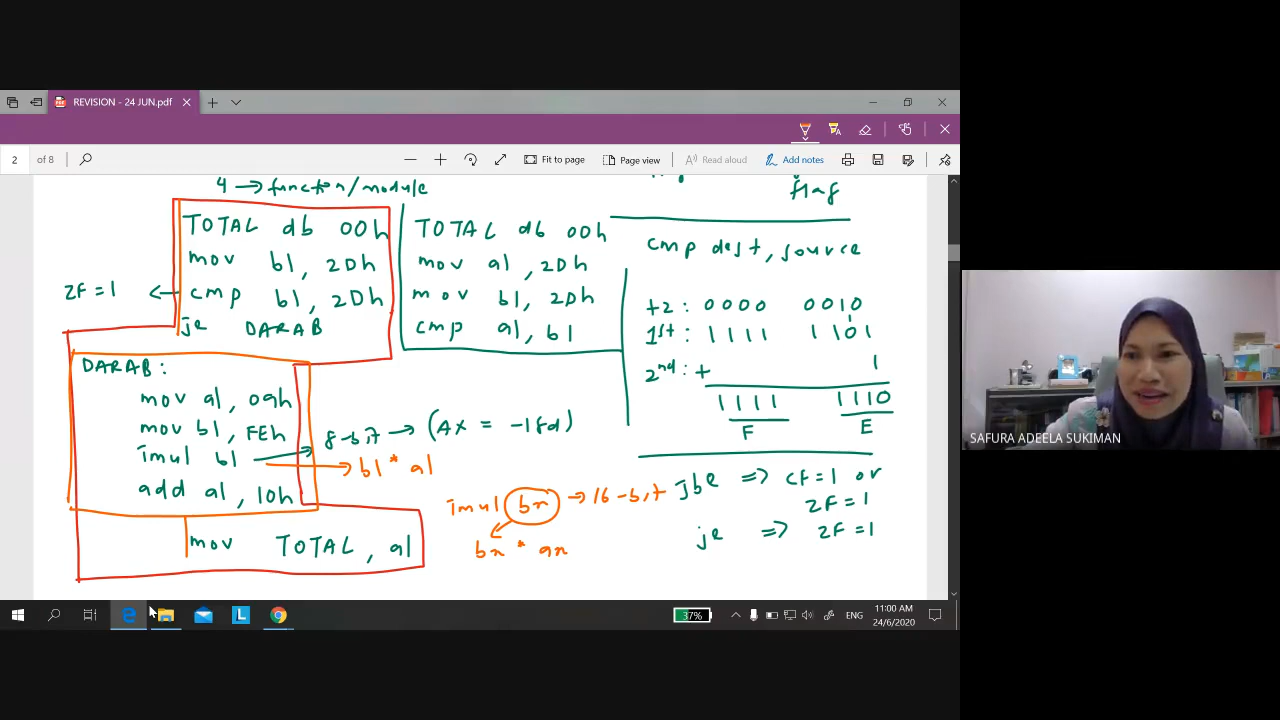 REVISION - 24 JUN.pdf
2 of 8
Fit to page
Page view
Read aloud
Add notes
4 → function/module
flag
TOTAL db 00h
mov bl, 2Dh
ZF=1 ← cmp bl, 2Dh
je DARAB
TOTAL db 00h
mov al, 2Dh
mov bl, 2Dh
cmp al, bl
cmp dest, source
+2 : 0000 0010
1st : 1111 1101
2nd : + 1
1111 1110
F E
DARAB:
mov al, 09h
mov bl, FEh
imul bl
add al, 10h
8-bit → (AX = -18d)
→ bl * al
mov TOTAL, al
imul bx → 16-bit
bx * ax
jbe => CF=1 or
ZF=1
je => ZF=1
SAFURA ADEELA SUKIMAN
37%
ENG
11:00 AM
24/6/2020